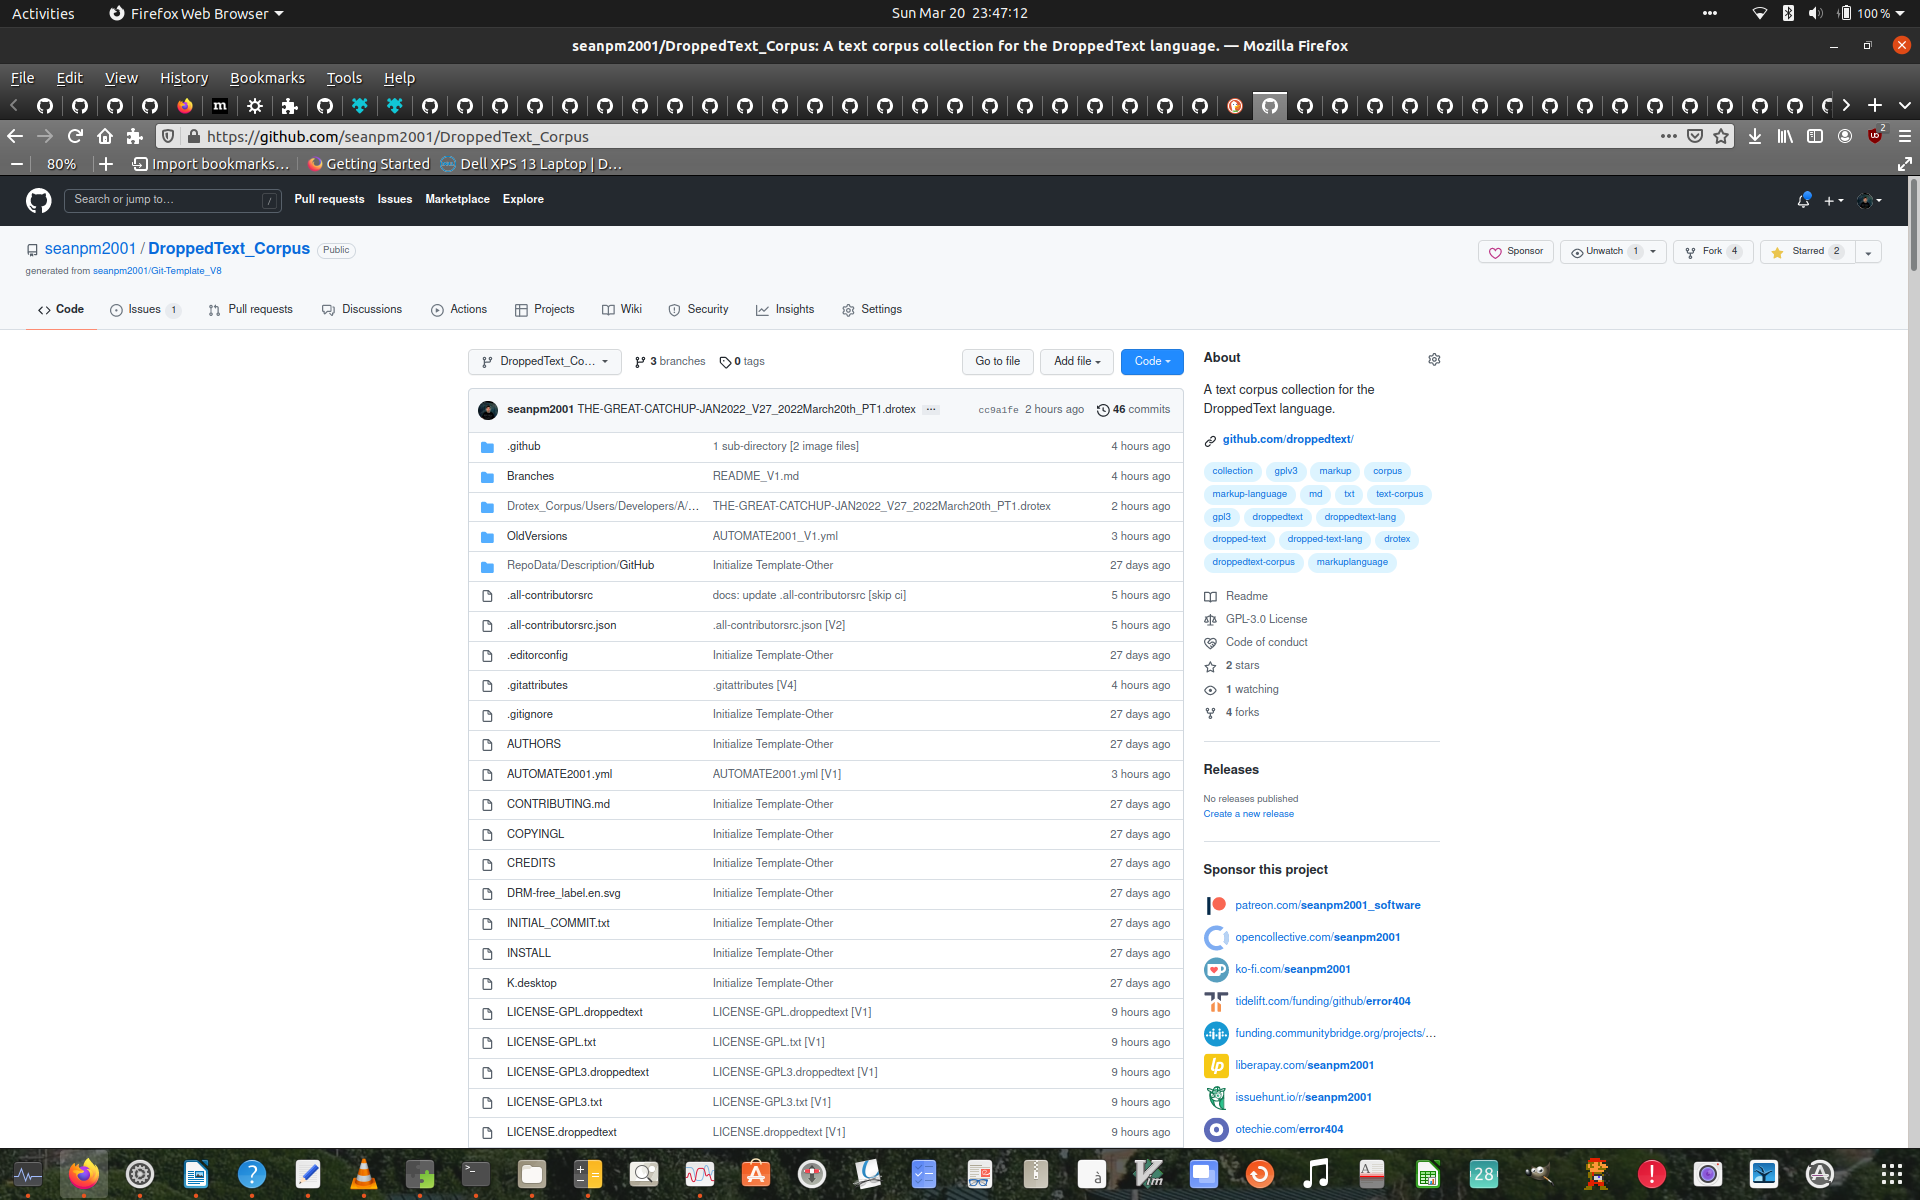 Activities Firefox Web Browser Sun Mar 20 23:47:12 100 %
seanpm2001/DroppedText_Corpus: A text corpus collection for the DroppedText language. — Mozilla Firefox
File Edit View History Bookmarks Tools Help
https://github.com/seanpm2001/DroppedText_Corpus 2
80% Import bookmarks... Getting Started Dell XPS 13 Laptop | D...
Search or jump to... / Pull requests Issues Marketplace Explore
seanpm2001 / DroppedText_Corpus Public Sponsor Unwatch 1 Fork 4 Starred 2
generated from seanpm2001/Git-Template_V8
Code Issues 1 Pull requests Discussions Actions Projects Wiki Security Insights Settings
DroppedText_Co... 3 branches 0 tags Go to file Add file Code
seanpm2001 THE-GREAT-CATCHUP-JAN2022_V27_2022March20th_PT1.drotex ... cc9a1fe 2 hours ago 46 commits
.github 1 sub-directory [2 image files] 4 hours ago
Branches README_V1.md 4 hours ago
Drotex_Corpus/Users/Developers/A/... THE-GREAT-CATCHUP-JAN2022_V27_2022March20th_PT1.drotex 2 hours ago
OldVersions AUTOMATE2001_V1.yml 3 hours ago
RepoData/Description/GitHub Initialize Template-Other 27 days ago
.all-contributorsrc docs: update .all-contributorsrc [skip ci] 5 hours ago
.all-contributorsrc.json .all-contributorsrc.json [V2] 5 hours ago
.editorconfig Initialize Template-Other 27 days ago
.gitattributes .gitattributes [V4] 4 hours ago
.gitignore Initialize Template-Other 27 days ago
AUTHORS Initialize Template-Other 27 days ago
AUTOMATE2001.yml AUTOMATE2001.yml [V1] 3 hours ago
CONTRIBUTING.md Initialize Template-Other 27 days ago
COPYINGL Initialize Template-Other 27 days ago
CREDITS Initialize Template-Other 27 days ago
DRM-free_label.en.svg Initialize Template-Other 27 days ago
INITIAL_COMMIT.txt Initialize Template-Other 27 days ago
INSTALL Initialize Template-Other 27 days ago
K.desktop Initialize Template-Other 27 days ago
LICENSE-GPL.droppedtext LICENSE-GPL.droppedtext [V1] 9 hours ago
LICENSE-GPL.txt LICENSE-GPL.txt [V1] 9 hours ago
LICENSE-GPL3.droppedtext LICENSE-GPL3.droppedtext [V1] 9 hours ago
LICENSE-GPL3.txt LICENSE-GPL3.txt [V1] 9 hours ago
LICENSE.droppedtext LICENSE.droppedtext [V1] 9 hours ago
About
A text corpus collection for the
DroppedText language.
github.com/droppedtext/
collection gplv3 markup corpus
markup-language md txt text-corpus
gpl3 droppedtext droppedtext-lang
dropped-text dropped-text-lang drotex
droppedtext-corpus markuplanguage
Readme
GPL-3.0 License
Code of conduct
2 stars
1 watching
4 forks
Releases
No releases published
Create a new release
Sponsor this project
patreon.com/seanpm2001_software
opencollective.com/seanpm2001
ko-fi.com/seanpm2001
tidelift.com/funding/github/error404
funding.communitybridge.org/projects/...
liberapay.com/seanpm2001
issuehunt.io/r/seanpm2001
otechie.com/error404
28